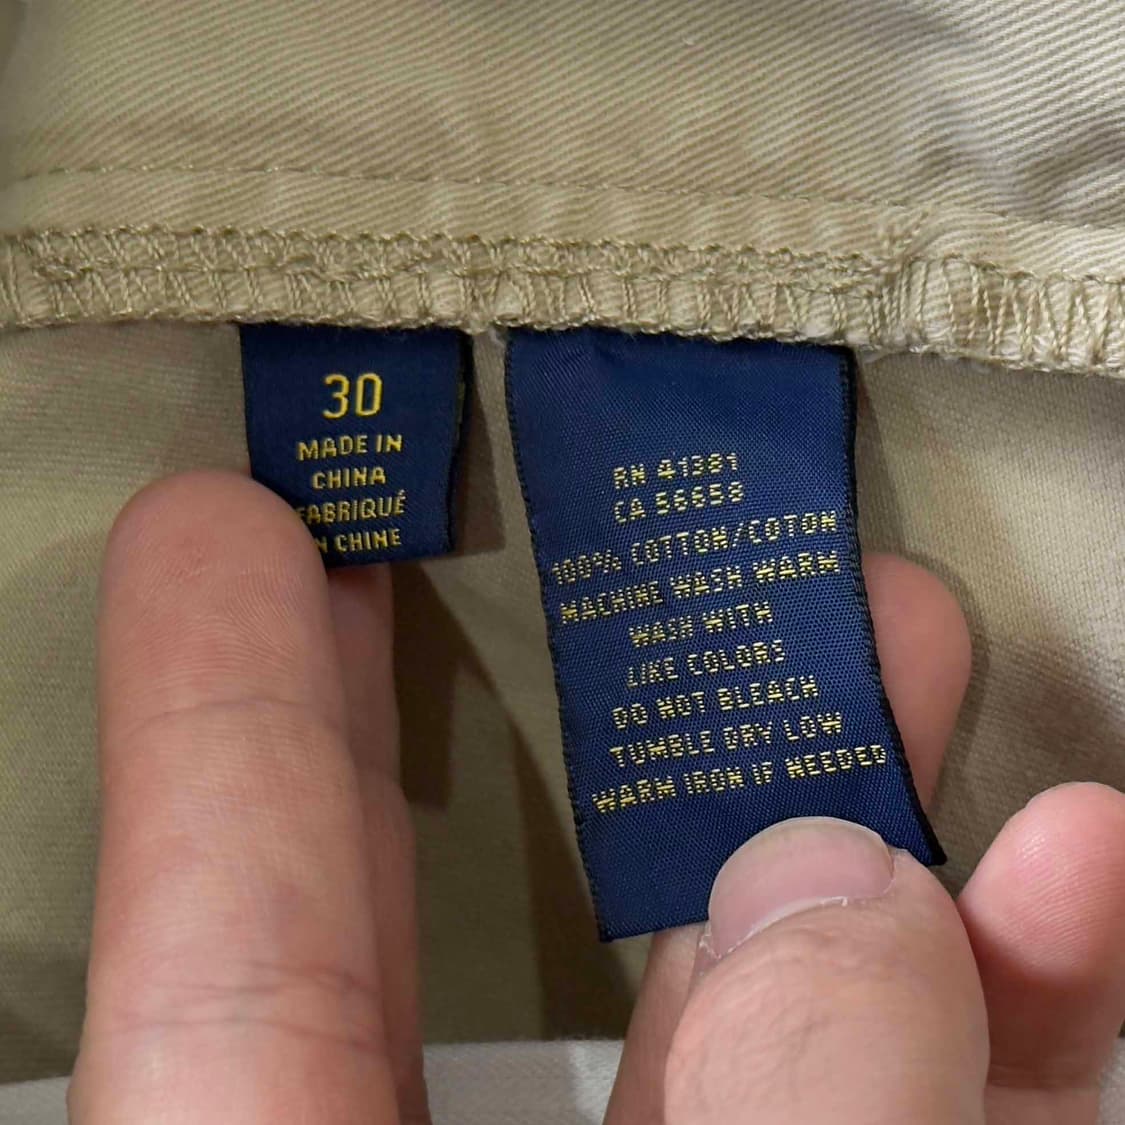 30
MADE IN
CHINA
FABRIQUÉ
CHINE
RN 41381
CA 56658
100% COTTON/COTON
MACHINE WASH WARM
WASH WITH
LIKE COLORS
DO NOT BLEACH
TUMBLE DRY LOW
WARM IRON IF NEEDED